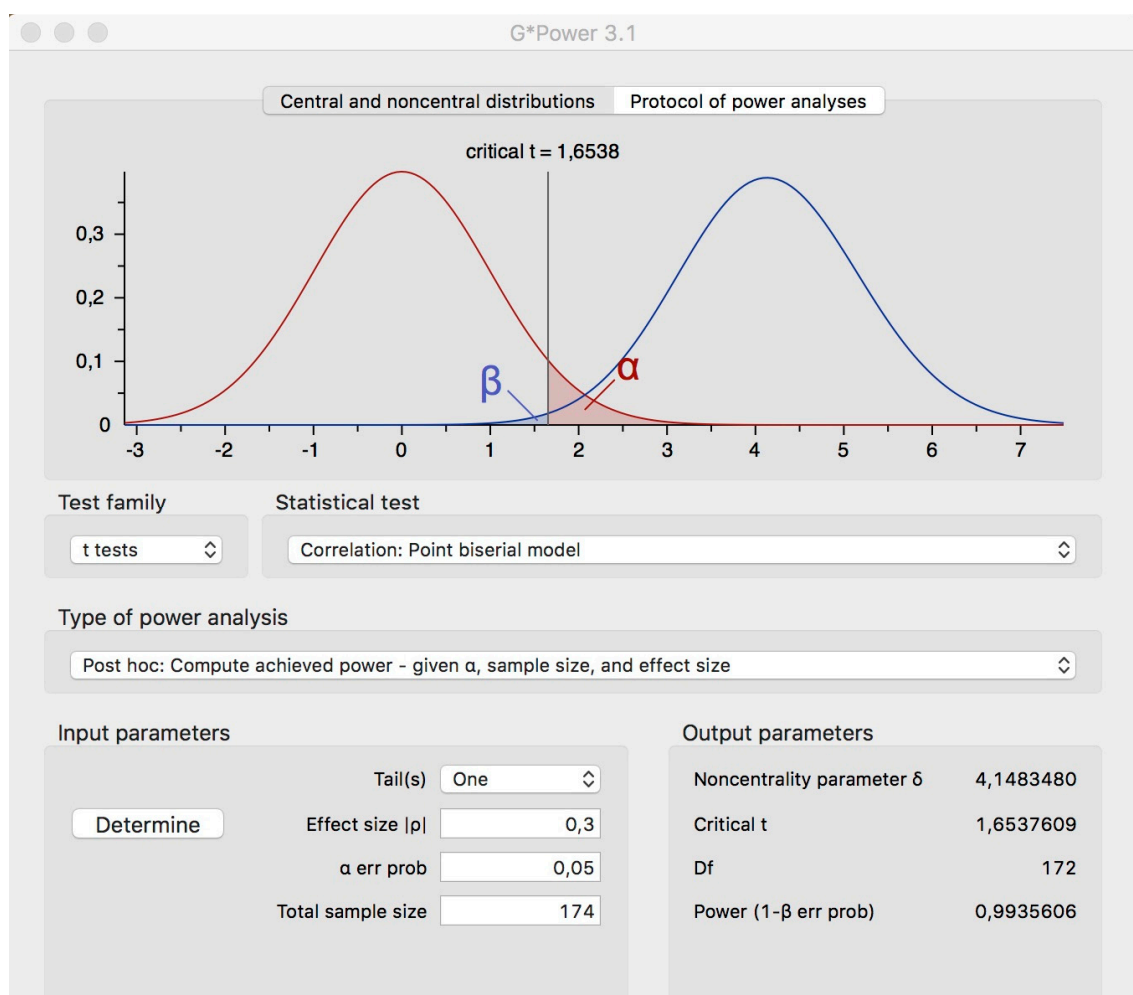 G*Power 3.1
Central and noncentral distributions Protocol of power analyses
critical t = 1,6538
0,3
0,2
0,1
0
β α
-3 -2 -1 0 1 2 3 4 5 6 7
Test family Statistical test
t tests Correlation: Point biserial model
Type of power analysis
Post hoc: Compute achieved power - given α, sample size, and effect size
Input parameters Output parameters
Tail(s) One Noncentrality parameter δ 4,1483480
Determine Effect size |ρ| 0,3 Critical t 1,6537609
α err prob 0,05 Df 172
Total sample size 174 Power (1-β err prob) 0,9935606